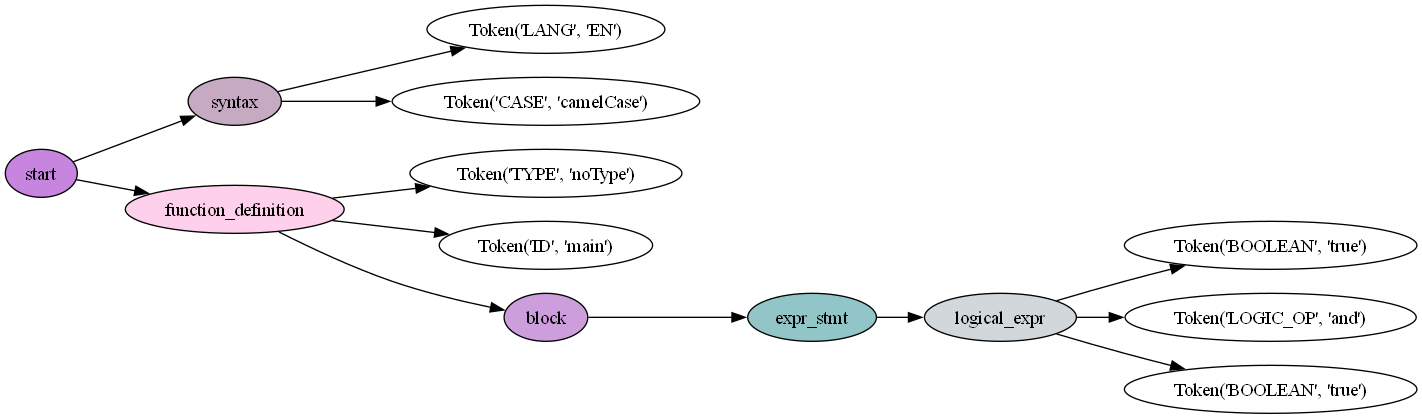 Token('LANG', 'EN')
syntax
Token('CASE', 'camelCase')
start
Token('TYPE', 'noType')
function_definition
Token('ID', 'main')
Token('BOOLEAN', 'true')
block
expr_stmt
logical_expr
Token('LOGIC_OP', 'and')
Token('BOOLEAN', 'true')